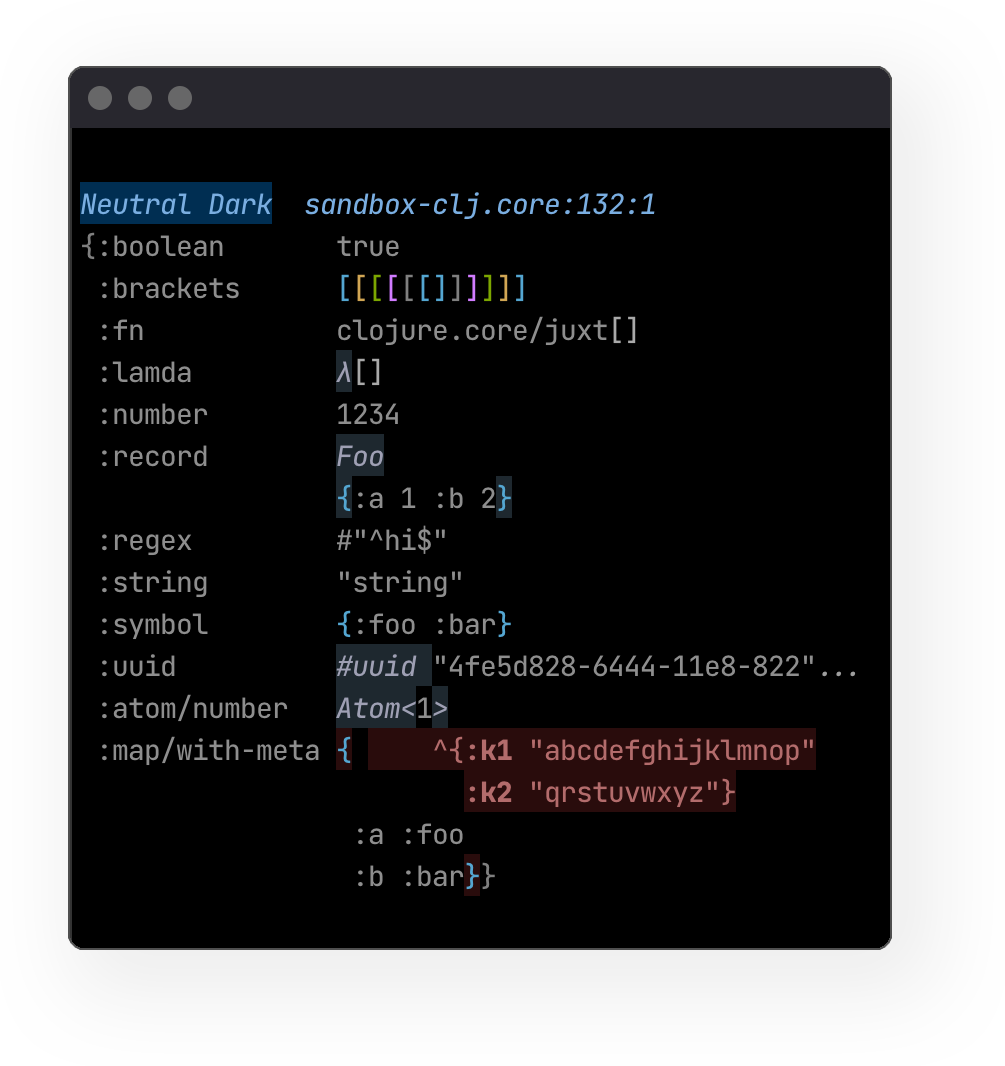 Neutral Dark  sandbox-clj.core:132:1
{:boolean       true
 :brackets      [[[[[[]]]]]]
 :fn            clojure.core/juxt[]
 :lamda         λ[]
 :number        1234
 :record        Foo
                {:a 1 :b 2}
 :regex         #"^hi$"
 :string        "string"
 :symbol        {:foo :bar}
 :uuid          #uuid "4fe5d828-6444-11e8-822"...
 :atom/number   Atom<1>
 :map/with-meta {     ^{:k1 "abcdefghijklmnop"
                        :k2 "qrstuvwxyz"}
                 :a :foo
                 :b :bar}}